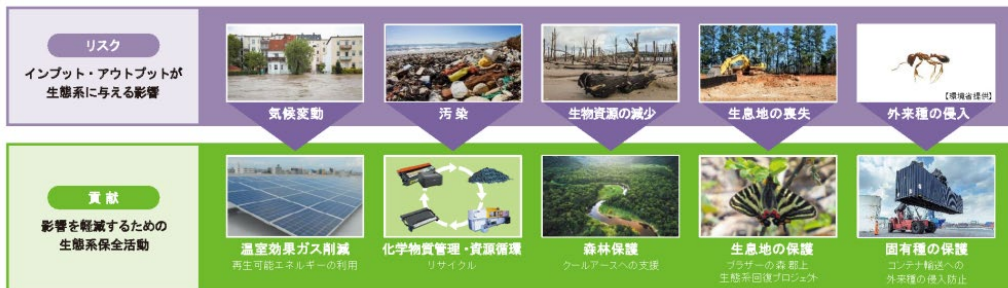 リスク
インプット・アウトプットが
生態系に与える影響
【環境省提供】
気候変動
汚染
生物資源の減少
生息地の喪失
外来種の侵入
貢献
影響を軽減するための
生態系保全活動
温室効果ガス削減
再生可能エネルギーの利用
化学物質管理・資源循環
リサイクル
森林保護
クールアースへの支援
生息地の保護
ブラザーの森 郡上
生態系回復プロジェクト
固有種の保護
コンテナ輸送への
外来種の侵入防止